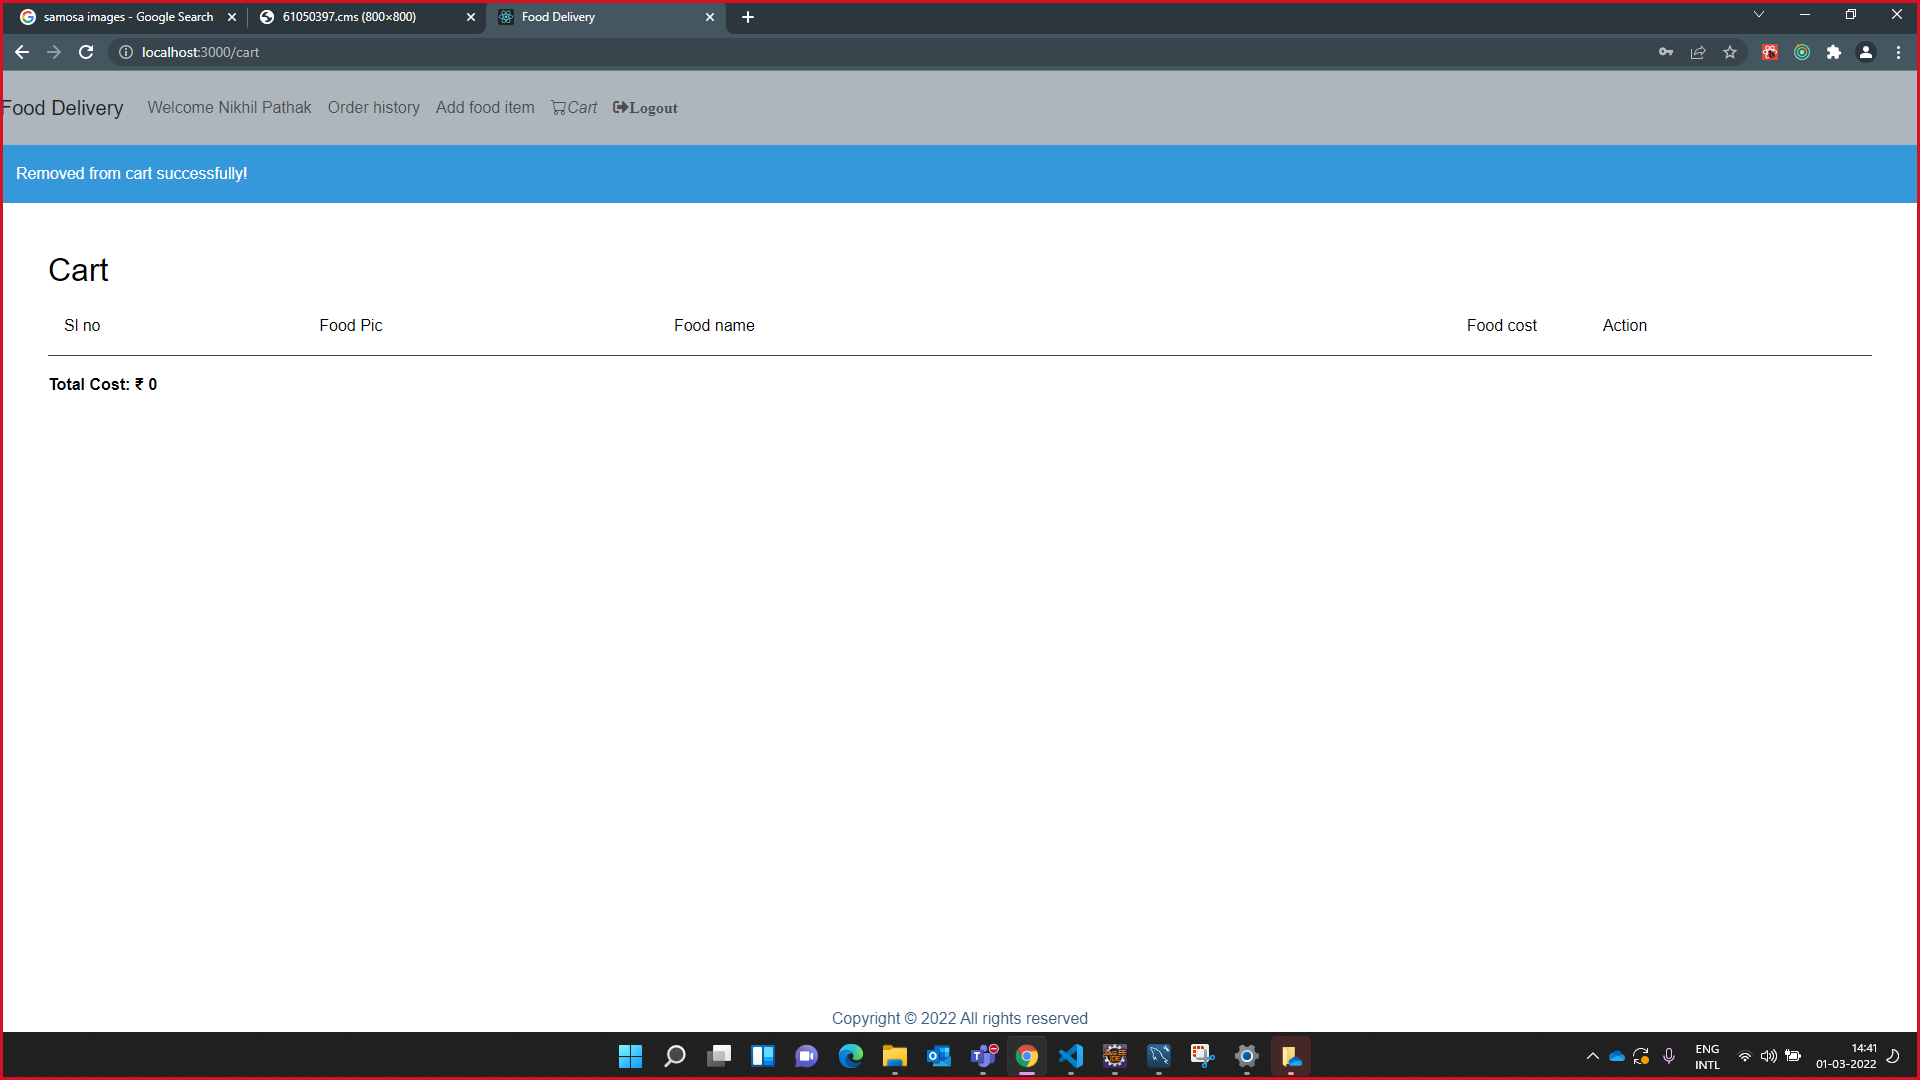 samosa images - Google Search
61050397.cms (800×800)
Food Delivery
localhost:3000/cart
Food Delivery
Welcome Nikhil Pathak
Order history
Add food item
Cart
Logout
Removed from cart successfully!
Cart
Sl no
Food Pic
Food name
Food cost
Action
Total Cost: ₹ 0
Copyright © 2022 All rights reserved
ENG
INTL
14:41
01-03-2022